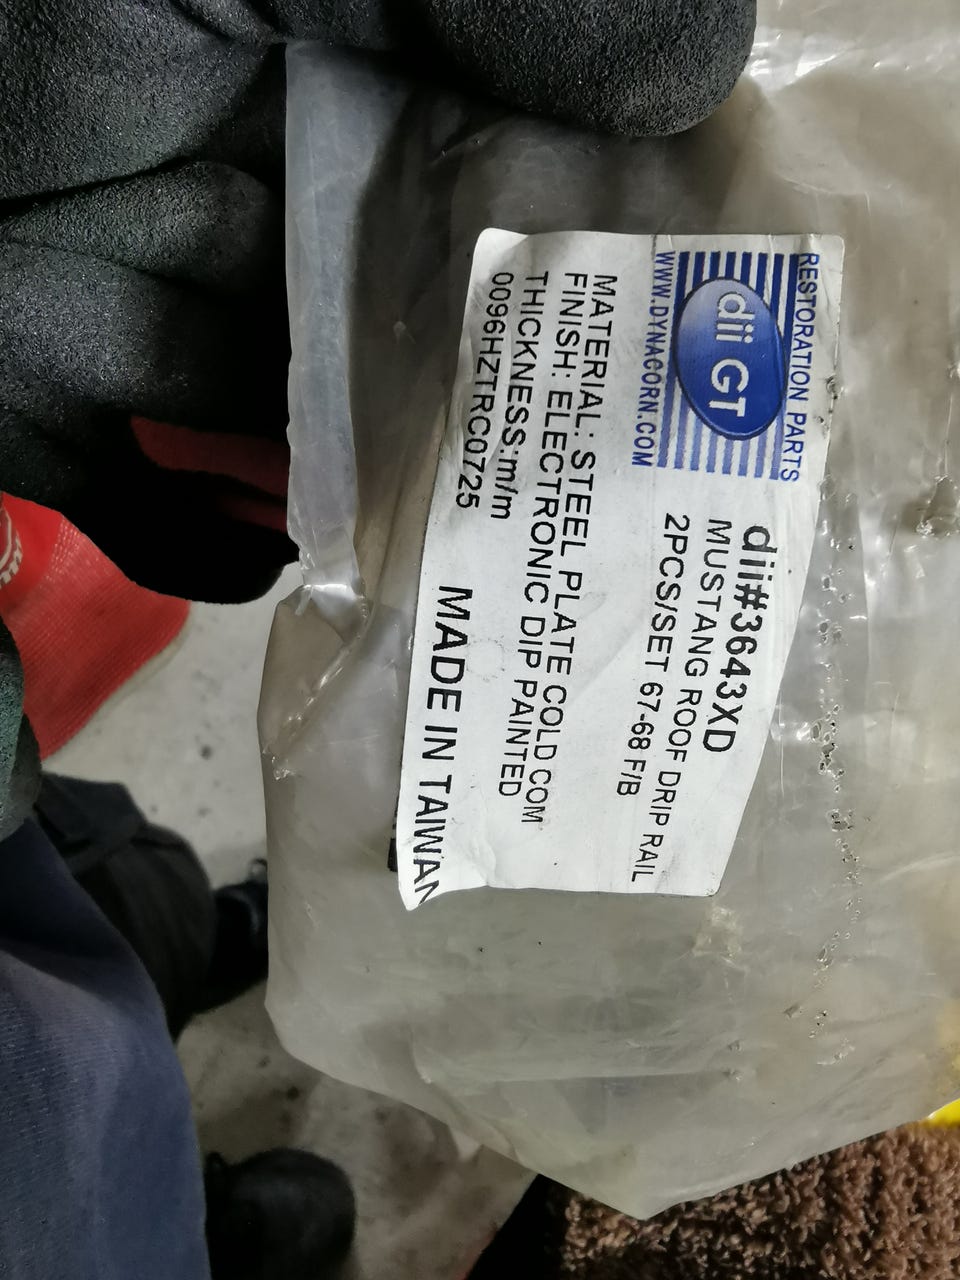 RESTORATION PARTS
dii GT
WWW.DYNACORN.COM
dii#3643XD
MUSTANG ROOF DRIP RAIL
2PCS/SET 67-68 F/B
MATERIAL: STEEL PLATE COLD COM
FINISH: ELECTRONIC DIP PAINTED
THICKNESS:m/m
0096HZTRC0725
MADE IN TAIWAN